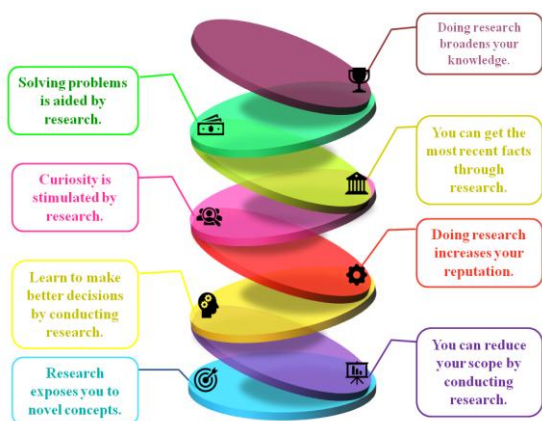 Doing research
broadens your
knowledge.
Solving problems
is aided by
research.
You can get the
most recent facts
through
research.
Curiosity is
stimulated by
research.
Doing research
increases your
reputation.
Learn to make
better decisions
by conducting
research.
You can reduce
your scope by
conducting
research.
Research
exposes you to
novel concepts.